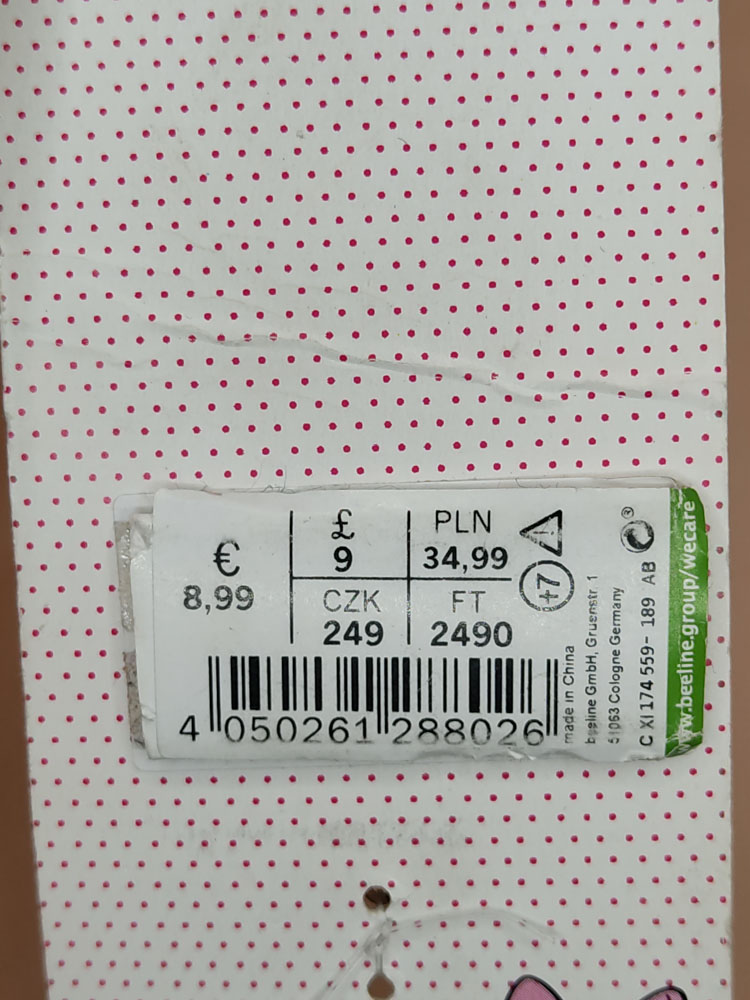 €
8,99
£
9
PLN
34,99
CZK
249
FT
2490
+7
4 050261 288026
made in China
beeline GmbH, Gruenstr. 1
51063 Cologne Germany
3
C XI 174 559 - 189 AB
www.beeline.group/wecare